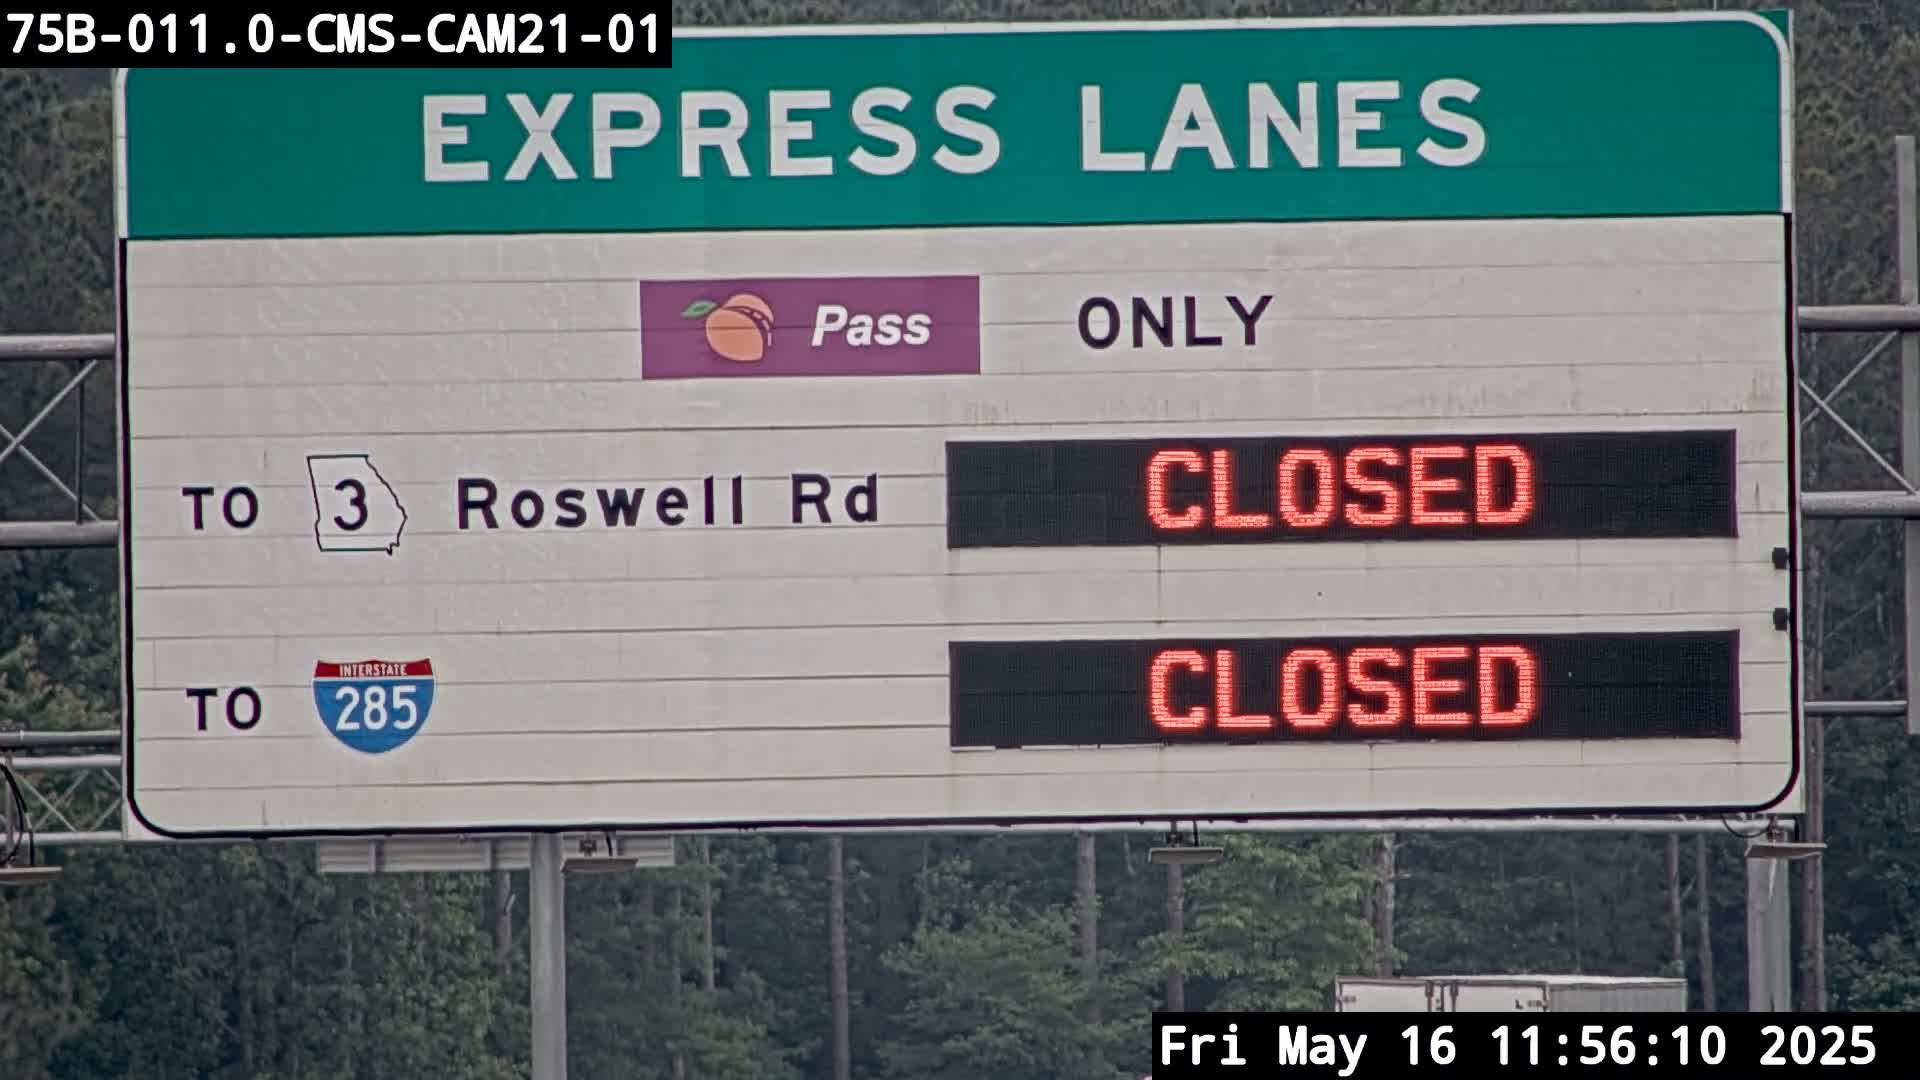 75B-011.0-CMS-CAM21-01
EXPRESS LANES
Pass ONLY
TO 3 Roswell Rd CLOSED
INTERSTATE
TO 285 CLOSED
Fri May 16 11:56:10 2025